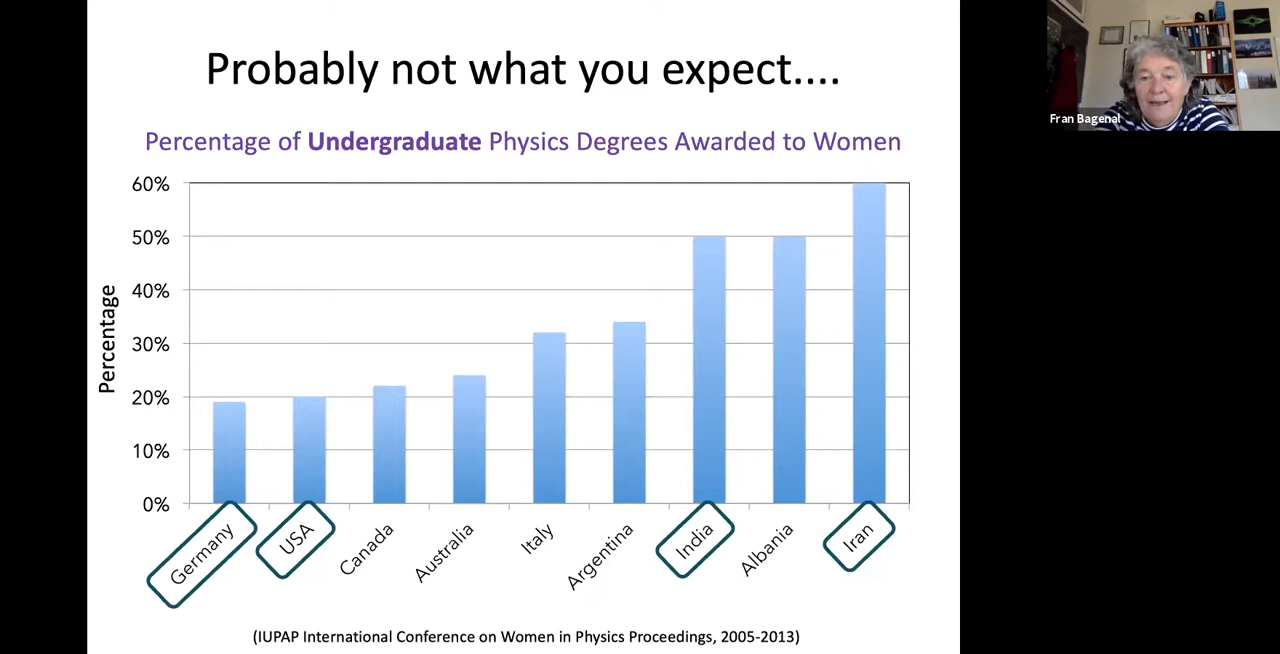 Probably not what you expect....
Fran Bagenal
Percentage of Undergraduate Physics Degrees Awarded to Women
60%
50%
40%
30%
20%
10%
0%
Percentage
Germany
USA
Canada
Australia
Italy
Argentina
India
Albania
Iran
(IUPAP International Conference on Women in Physics Proceedings, 2005-2013)